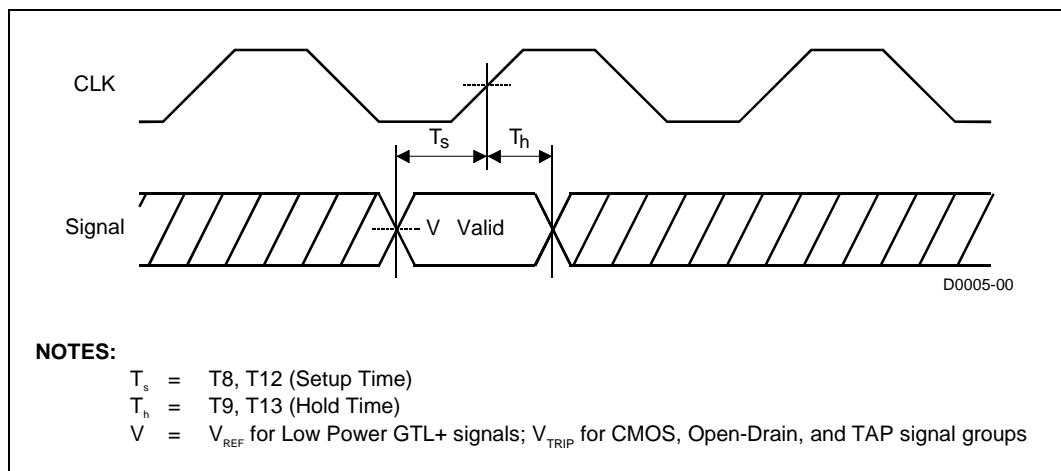 CLK
Ts Th
Signal
V Valid
D0005-00
NOTES:
Ts = T8, T12 (Setup Time)
Th = T9, T13 (Hold Time)
V = VREF for Low Power GTL+ signals; VTRIP for CMOS, Open-Drain, and TAP signal groups